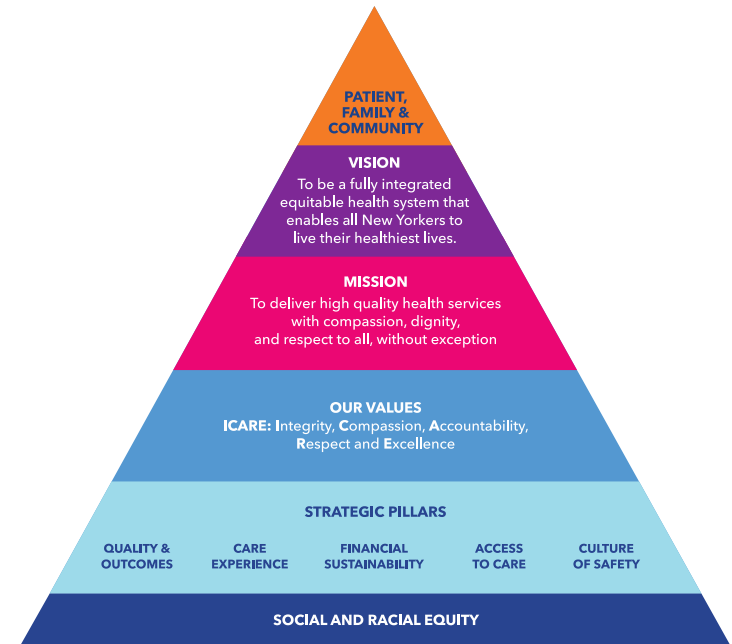 PATIENT,
FAMILY &
COMMUNITY
VISION
To be a fully integrated
equitable health system that
enables all New Yorkers to
live their healthiest lives.
MISSION
To deliver high quality health services
with compassion, dignity,
and respect to all, without exception
OUR VALUES
ICARE: Integrity, Compassion, Accountability,
Respect and Excellence
STRATEGIC PILLARS
QUALITY &
OUTCOMES
CARE
EXPERIENCE
FINANCIAL
SUSTAINABILITY
ACCESS
TO CARE
CULTURE
OF SAFETY
SOCIAL AND RACIAL EQUITY